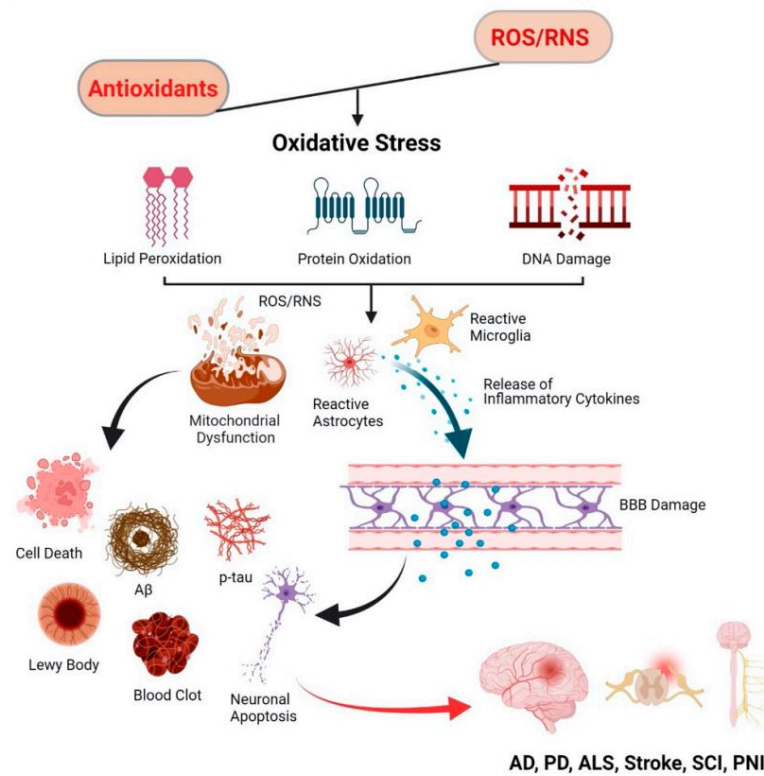 ROS/RNS
Antioxidants
Oxidative Stress
Lipid Peroxidation
Protein Oxidation
DNA Damage
ROS/RNS
Reactive
Microglia
Mitochondrial
Dysfunction
Reactive
Astrocytes
Release of
Inflammatory Cytokines
BBB Damage
Cell Death
Aβ
p-tau
Lewy Body
Blood Clot
Neuronal
Apoptosis
AD, PD, ALS, Stroke, SCI, PNI